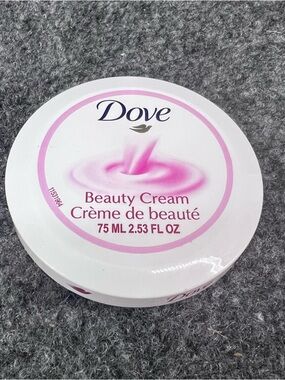 Dove
Beauty Cream
Crème de beauté
75 ML 2.53 FL OZ